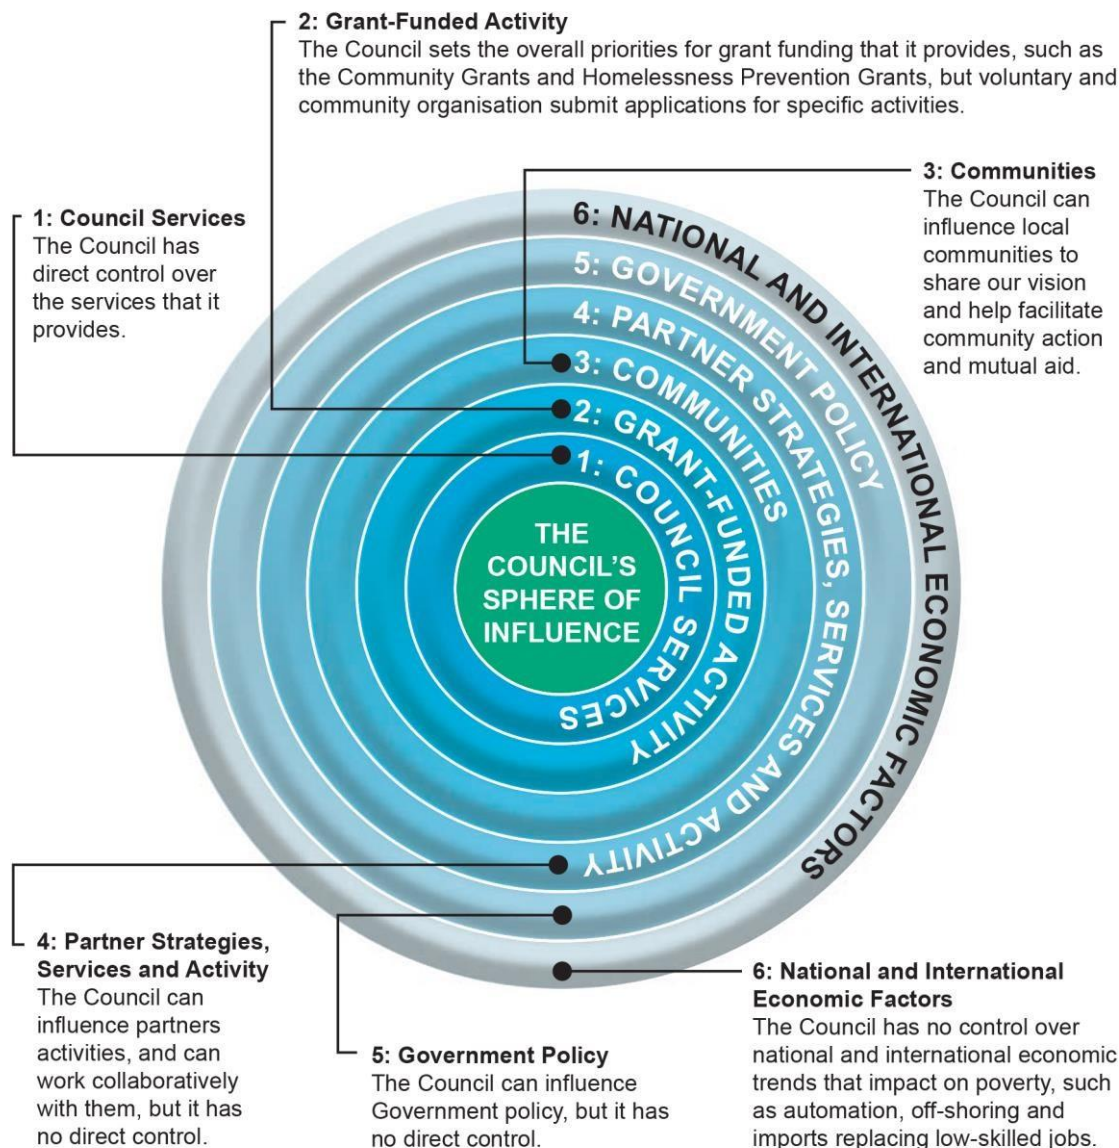 2: Grant-Funded Activity
The Council sets the overall priorities for grant funding that it provides, such as
the Community Grants and Homelessness Prevention Grants, but voluntary and
community organisation submit applications for specific activities.
3: Communities
The Council can
influence local
communities to
share our vision
and help facilitate
community action
and mutual aid.
1: Council Services
The Council has
direct control over
the services that it
provides.
6: NATIONAL AND INTERNATIONAL ECONOMIC FACTORS
5: GOVERNMENT POLICY
4: PARTNER STRATEGIES, SERVICES AND ACTIVITY
3: COMMUNITIES
2: GRANT-FUNDED ACTIVITY
1: COUNCIL SERVICES
THE
COUNCIL'S
SPHERE OF
INFLUENCE
4: Partner Strategies,
Services and Activity
The Council can
influence partners
activities, and can
work collaboratively
with them, but it has
no direct control.
5: Government Policy
The Council can influence
Government policy, but it has
no direct control.
6: National and International
Economic Factors
The Council has no control over
national and international economic
trends that impact on poverty, such
as automation, off-shoring and
imports replacing low-skilled jobs.